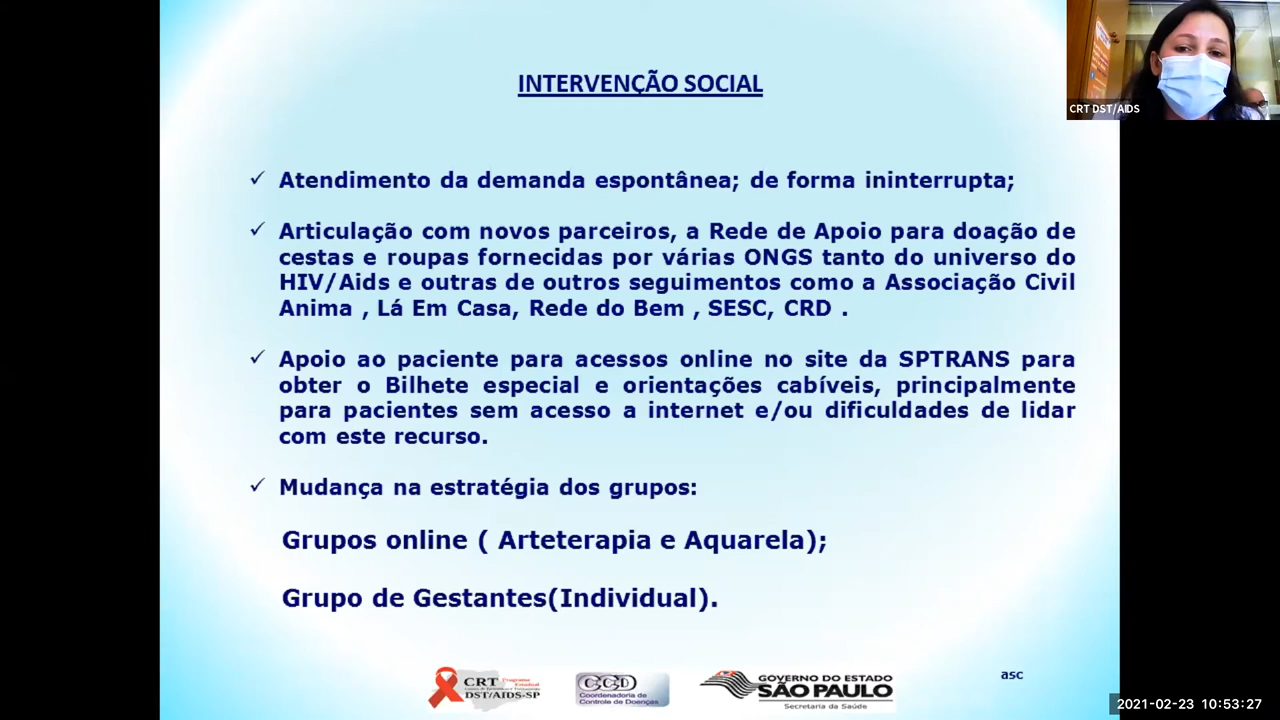 INTERVENÇÃO SOCIAL
CRT DST/AIDS
✓ Atendimento da demanda espontânea; de forma ininterrupta;
✓ Articulação com novos parceiros, a Rede de Apoio para doação de
cestas e roupas fornecidas por várias ONGS tanto do universo do
HIV/Aids e outras de outros seguimentos como a Associação Civil
Anima , Lá Em Casa, Rede do Bem , SESC, CRD .
✓ Apoio ao paciente para acessos online no site da SPTRANS para
obter o Bilhete especial e orientações cabíveis, principalmente
para pacientes sem acesso a internet e/ou dificuldades de lidar
com este recurso.
✓ Mudança na estratégia dos grupos:
Grupos online ( Arteterapia e Aquarela);
Grupo de Gestantes(Individual).
CRT
DST/AIDS-SP
CCD
Coordenadoria de
Controle de Doenças
GOVERNO DO ESTADO
SÃO PAULO
Secretaria da Saúde
asc
2021-02-23 10:53:27